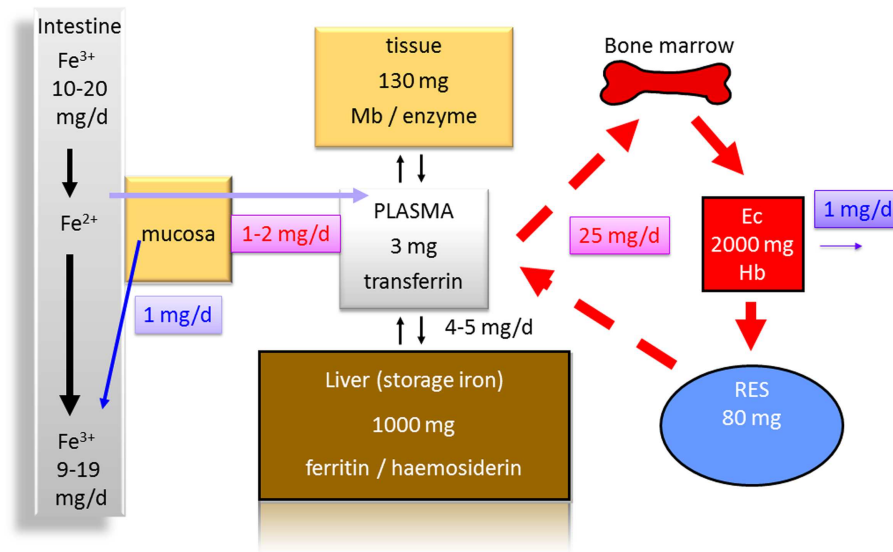 Intestine
Fe³⁺
10-20
mg/d
Fe²⁺
Fe³⁺
9-19
mg/d
mucosa
1 mg/d
1-2 mg/d
tissue
130 mg
Mb / enzyme
PLASMA
3 mg
transferrin
4-5 mg/d
Liver (storage iron)
1000 mg
ferritin / haemosiderin
Bone marrow
25 mg/d
Ec
2000 mg
Hb
1 mg/d
RES
80 mg